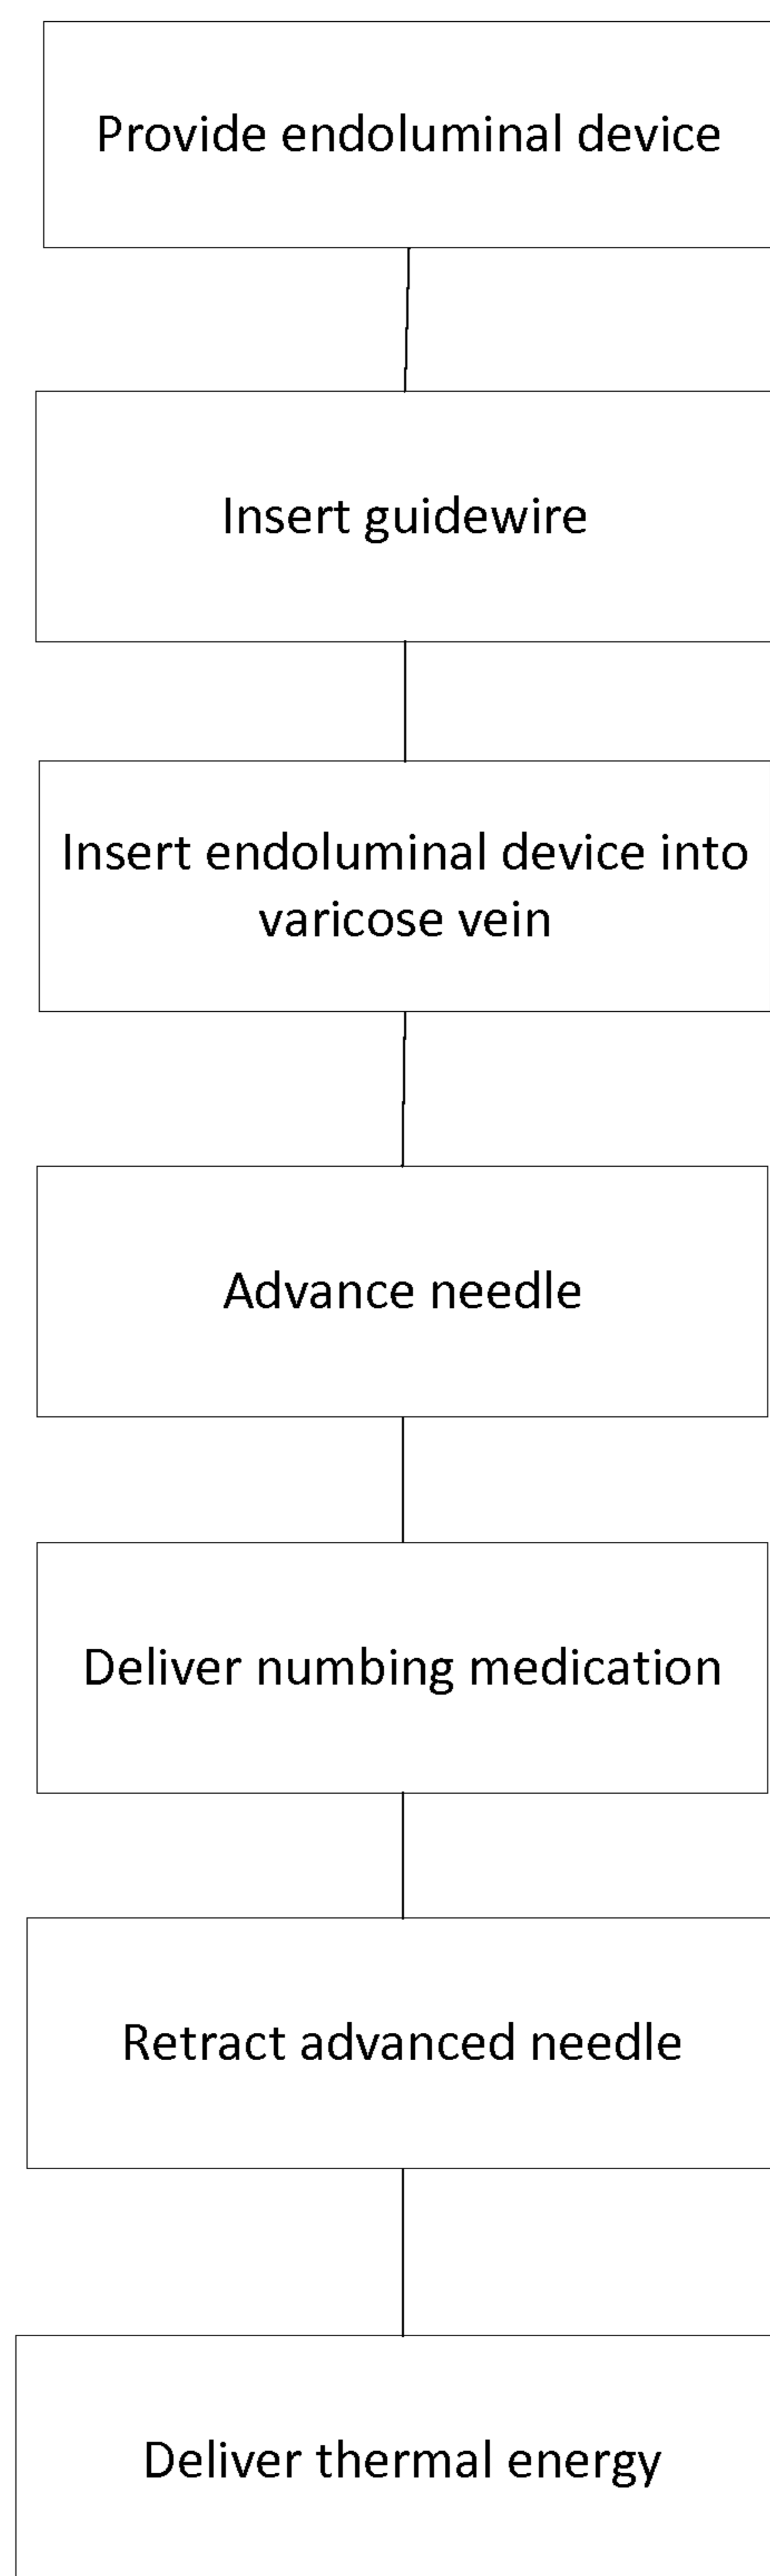 Provide endoluminal device
Insert guidewire
Insert endoluminal device into
varicose vein
Advance needle
Deliver numbing medication
Retract advanced needle
Deliver thermal energy